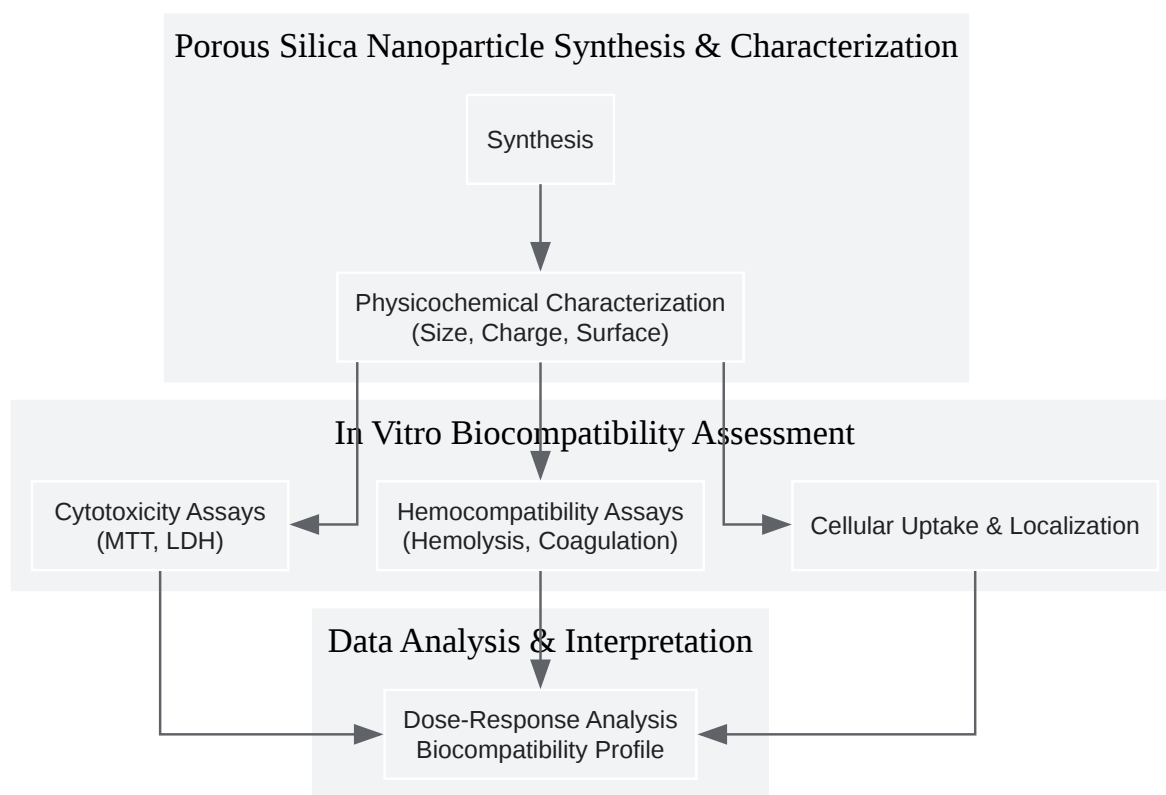 Porous Silica Nanoparticle Synthesis & Characterization
Synthesis
Physicochemical Characterization
(Size, Charge, Surface)
In Vitro Biocompatibility Assessment
Cytotoxicity Assays
(MTT, LDH)
Hemocompatibility Assays
(Hemolysis, Coagulation)
Cellular Uptake & Localization
Data Analysis & Interpretation
Dose-Response Analysis
Biocompatibility Profile